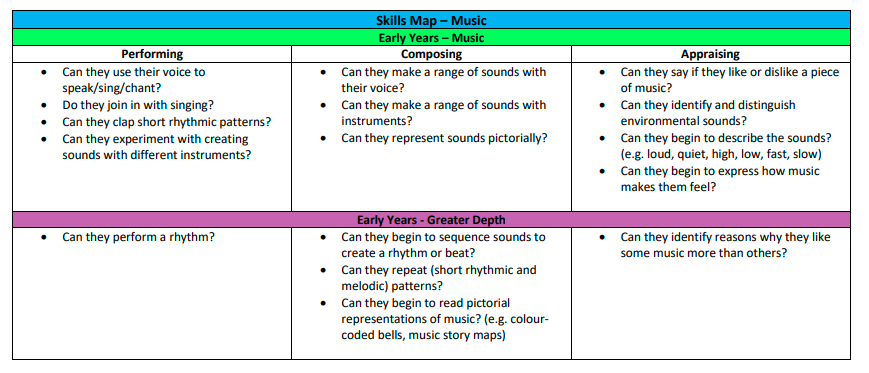 Skills Map – Music
Early Years – Music
Performing
• Can they use their voice to
speak/sing/chant?
• Do they join in with singing?
• Can they clap short rhythmic patterns?
• Can they experiment with creating
sounds with different instruments?
Composing
• Can they make a range of sounds with
their voice?
• Can they make a range of sounds with
instruments?
• Can they represent sounds pictorially?
Appraising
• Can they say if they like or dislike a piece
of music?
• Can they identify and distinguish
environmental sounds?
• Can they begin to describe the sounds?
(e.g. loud, quiet, high, low, fast, slow)
• Can they begin to express how music
makes them feel?
Early Years - Greater Depth
• Can they perform a rhythm?
• Can they begin to sequence sounds to
create a rhythm or beat?
• Can they repeat (short rhythmic and
melodic) patterns?
• Can they begin to read pictorial
representations of music? (e.g. colour-
coded bells, music story maps)
• Can they identify reasons why they like
some music more than others?